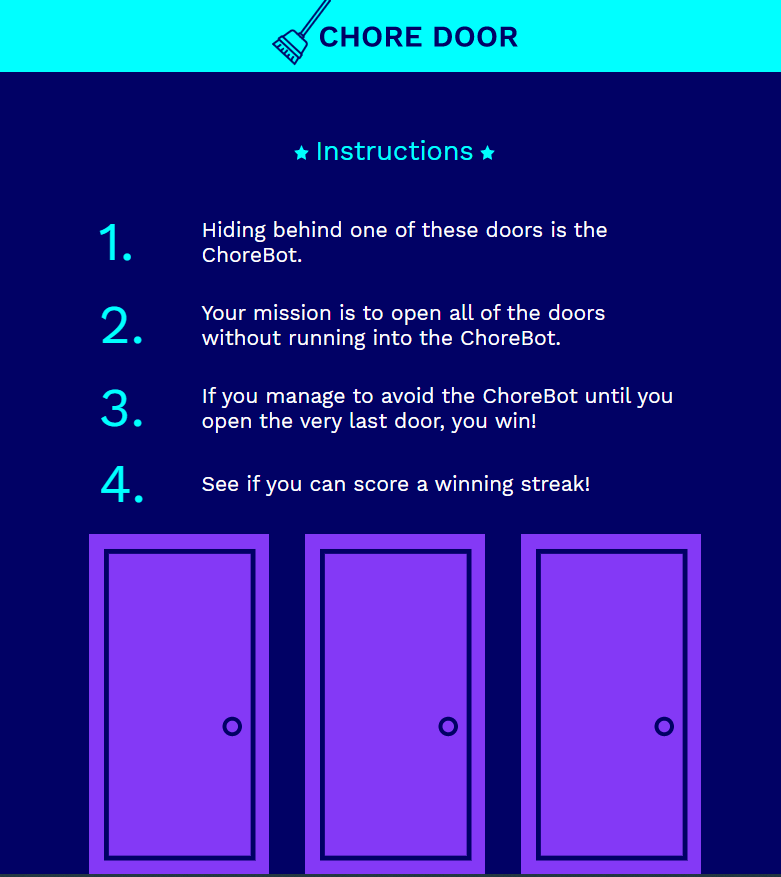 CHORE DOOR
Instructions
1.
Hiding behind one of these doors is the
ChoreBot.
2.
Your mission is to open all of the doors
without running into the ChoreBot.
3.
If you manage to avoid the ChoreBot until you
open the very last door, you win!
4.
See if you can score a winning streak!